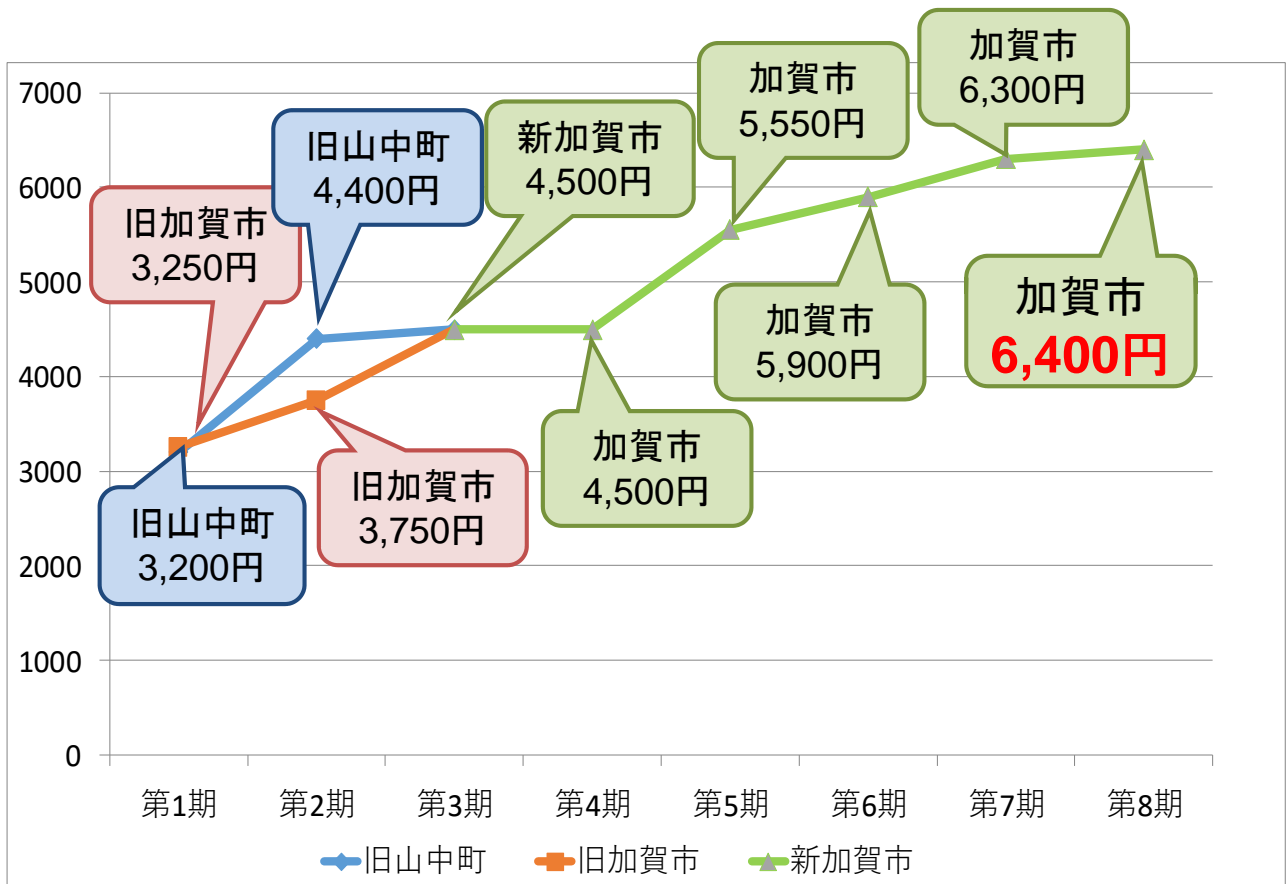 加賀市
6,300円
加賀市
5,550円
新加賀市
4,500円
旧山中町
4,400円
旧加賀市
3,250円
加賀市
6,400円
加賀市
5,900円
加賀市
4,500円
旧加賀市
3,750円
旧山中町
3,200円
7000
6000
5000
4000
3000
2000
1000
0
第1期 第2期 第3期 第4期 第5期 第6期 第7期 第8期
旧山中町 旧加賀市 新加賀市